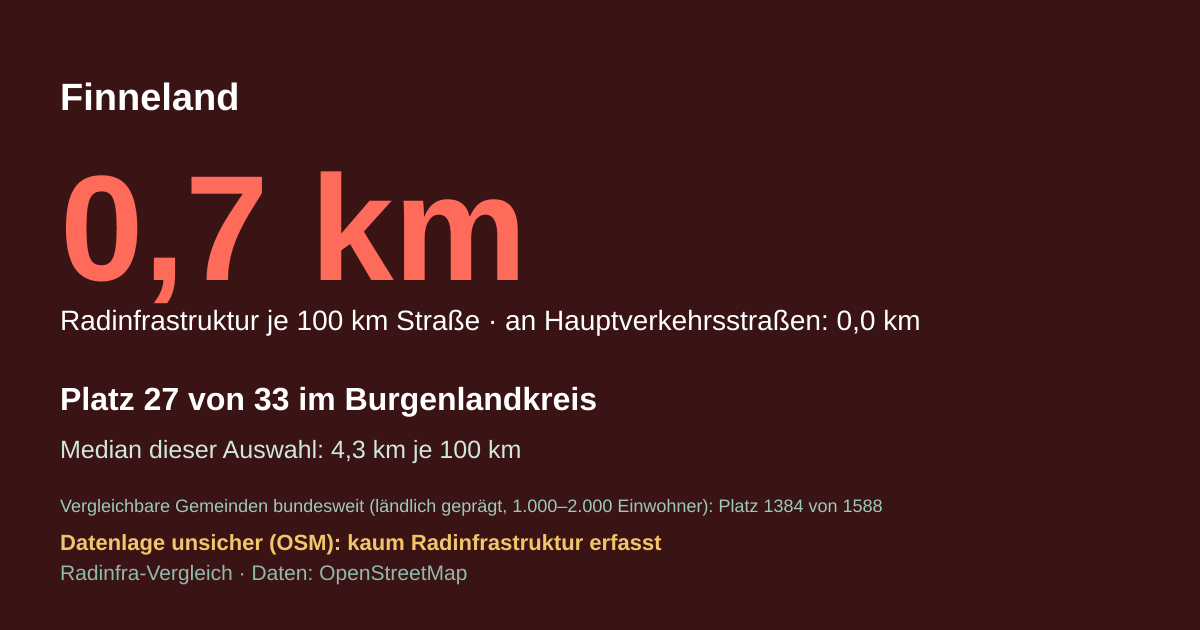 Finneland
0,7 km
Radinfrastruktur je 100 km Straße · an Hauptverkehrsstraßen: 0,0 km
Platz 27 von 33 im Burgenlandkreis
Median dieser Auswahl: 4,3 km je 100 km
Vergleichbare Gemeinden bundesweit (ländlich geprägt, 1.000–2.000 Einwohner): Platz 1384 von 1588
Datenlage unsicher (OSM): kaum Radinfrastruktur erfasst
Radinfra-Vergleich · Daten: OpenStreetMap